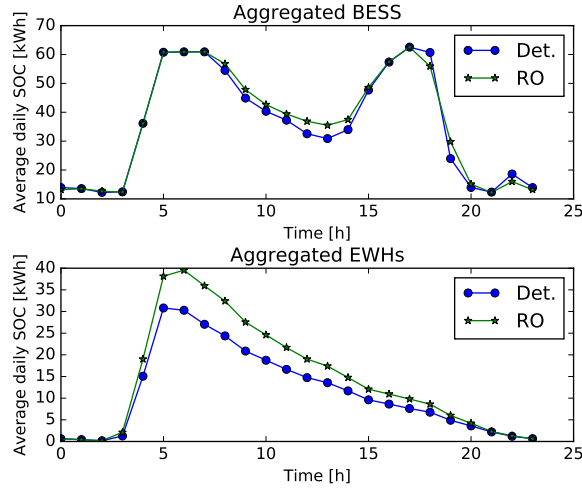 Aggregated BESS
Average daily SOC [kWh]
70
60
50
40
30
20
10
0 5 10 15 20 25
Time [h]
Det.
RO
Aggregated EWHs
Average daily SOC [kWh]
40
35
30
25
20
15
10
5
0
0 5 10 15 20 25
Time [h]
Det.
RO